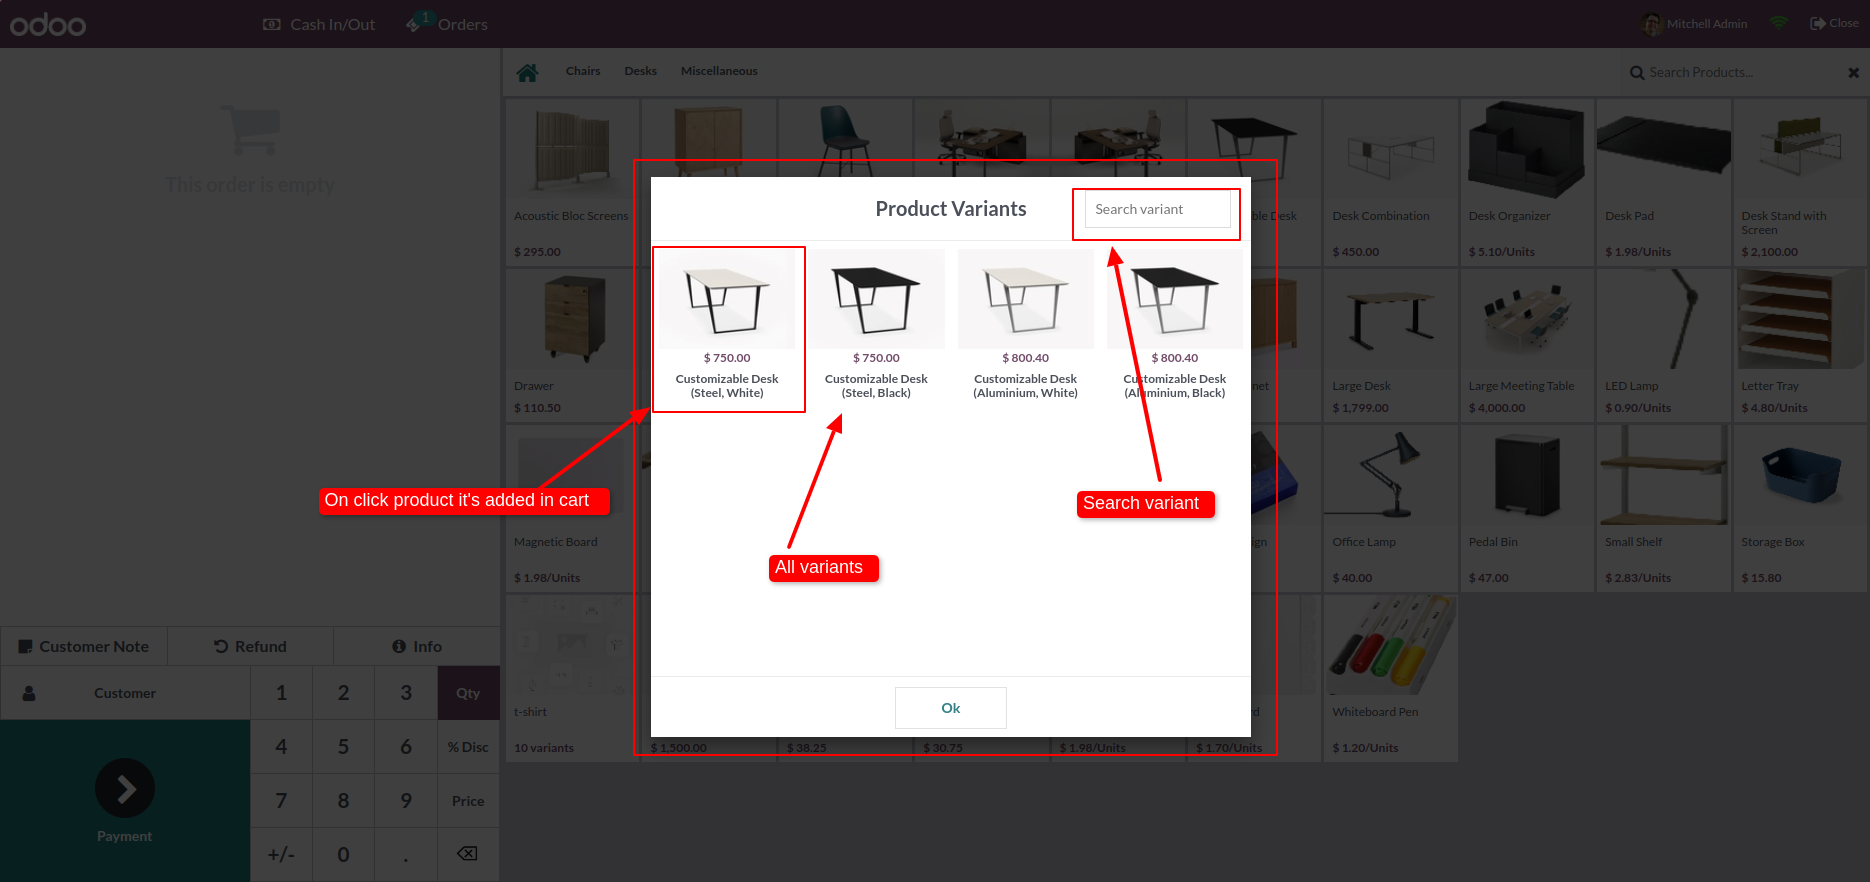 odoo
Cash In/Out
1
Orders
Mitchell Admin
Close
Chairs
Desks
Miscellaneous
Search Products...
This order is empty
Acoustic Bloc Screens
$ 295.00
ble Desk
Desk Combination
$ 450.00
Desk Organizer
$ 5.10/Units
Desk Pad
$ 1.98/Units
Desk Stand with
Screen
$ 2,100.00
Product Variants
Search variant
$ 750.00
Customizable Desk
(Steel, White)
$ 750.00
Customizable Desk
(Steel, Black)
$ 800.40
Customizable Desk
(Aluminium, White)
$ 800.40
Customizable Desk
(Aluminium, Black)
Drawer
$ 110.50
net
Large Desk
$ 1,799.00
Large Meeting Table
$ 4,000.00
LED Lamp
$ 0.90/Units
Letter Tray
$ 4.80/Units
On click product it's added in cart
All variants
Search variant
Magnetic Board
$ 1.98/Units
ign
Office Lamp
$ 40.00
Pedal Bin
$ 47.00
Small Shelf
$ 2.83/Units
Storage Box
$ 15.80
t-shirt
10 variants
$ 1,500.00
$ 38.25
$ 30.75
$ 1.98/Units
rd
$ 1.70/Units
Whiteboard Pen
$ 1.20/Units
Ok
Customer Note
Refund
Info
Customer
1
2
3
Qty
4
5
6
% Disc
7
8
9
Price
Payment
+/-
0
.